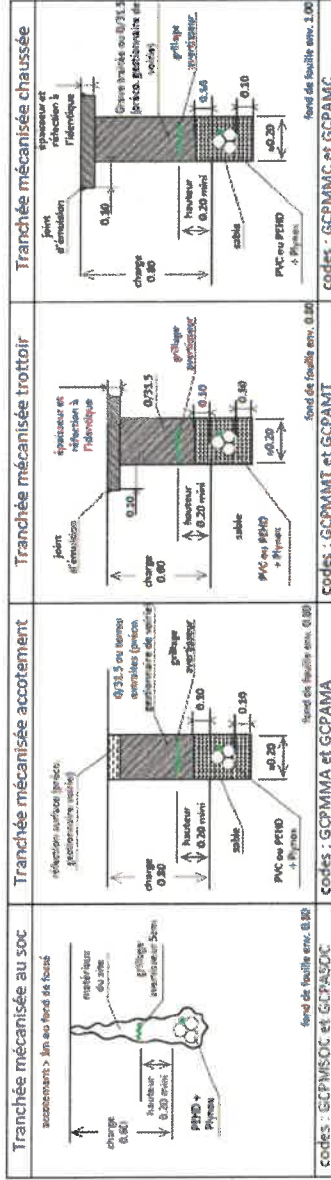 Tranchée mécanisée au soc
accotement > 1m au fond de fossé
matériaux
du site
grillage
avertisseur 5cm
charge
0.60
hauteur
0.20 mini
PEHD +
Plynox
fond de fouille env. 0.80
codes : GCPMSOC et GCPASOC
Tranchée mécanisée accotement
réfection surface (préco
gestionnaire voirie)
0/31.5 ou terres
extraites (préco.
gestionnaire de voirie)
grillage
avertisseur
charge
0.80
0.10
hauteur
0.20 mini
0.10
sable
≥0.20
PVC ou PEHD
+ Plynox
fond de fouille env. 0.80
codes : GCPMMA et GCPAMA
Tranchée mécanisée trottoir
épaisseur et
réfection à
l'identique
joint
d'émulsion
0/31.5
0.10
grillage
avertisseur
charge
0.60
0.10
hauteur
0.20 mini
0.10
sable
≥0.20
PVC ou PEHD
+ Plynox
fond de fouille env. 0.80
codes : GCPMMT et GCPAMT
Tranchée mécanisée chaussée
épaisseur et
réfection à
l'identique
joint
d'émulsion
Grave traitée ou 0/31.5
(préco. gestionnaire de
voirie)
0.10
grillage
avertisseur
charge
0.80
0.10
hauteur
0.20 mini
0.10
sable
≥0.20
PVC ou PEHD
+ Plynox
fond de fouille env. 1.00
codes : GCPMMC et GCPAMC